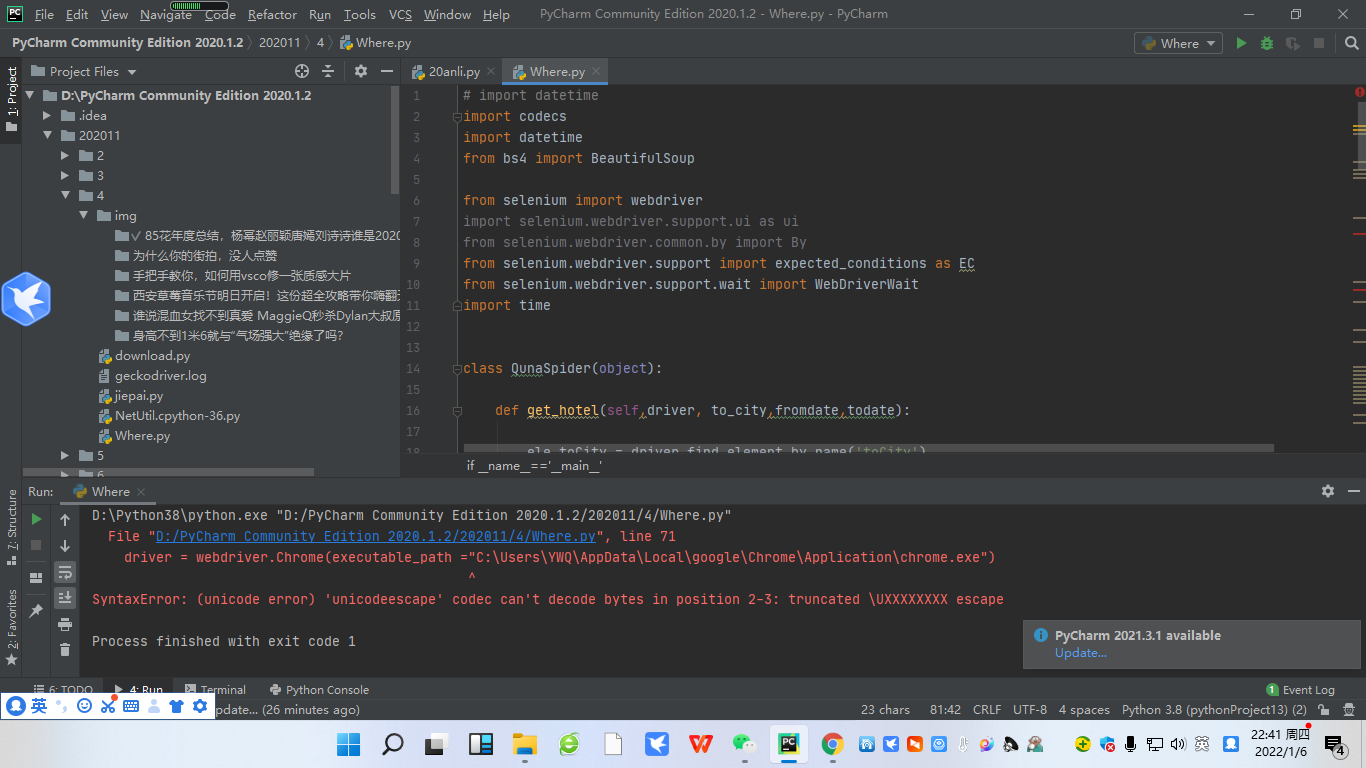 PC File Edit View Navigate Code Refactor Run Tools VCS Window Help PyCharm Community Edition 2020.1.2 - Where.py - PyCharm
PyCharm Community Edition 2020.1.2 202011 4 Where.py Where
1: Project
Project Files
20anli.py Where.py
D:\PyCharm Community Edition 2020.1.2
.idea
202011
2
3
4
img
85花年度总结，杨幂赵丽颖唐嫣刘诗诗谁是2020
为什么你的街拍，没人点赞
手把手教你，如何用vsco修一张质感大片
西安草莓音乐节明日开启！这份超全攻略带你嗨翻
谁说混血女找不到真爱 MaggieQ秒杀Dylan大叔
身高不到1米6就与“气场强大”绝缘了吗?
download.py
geckodriver.log
jiepai.py
NetUtil.cpython-36.py
Where.py
5
6
1 # import datetime
2 import codecs
3 import datetime
4 from bs4 import BeautifulSoup
5
6 from selenium import webdriver
7 import selenium.webdriver.support.ui as ui
8 from selenium.webdriver.common.by import By
9 from selenium.webdriver.support import expected_conditions as EC
10 from selenium.webdriver.support.wait import WebDriverWait
11 import time
12
13
14 class QunaSpider(object):
15
16 def get_hotel(self,driver, to_city,fromdate,todate):
17
18 ele_toCity = driver.find_element_by_name('toCity')
if __name__=='__main__'
Run: Where
7: Structure
2: Favorites
D:\Python38\python.exe "D:/PyCharm Community Edition 2020.1.2/202011/4/Where.py"
File "D:/PyCharm Community Edition 2020.1.2/202011/4/Where.py", line 71
driver = webdriver.Chrome(executable_path ="C:\Users\YWQ\AppData\Local\google\Chrome\Application\chrome.exe")
^
SyntaxError: (unicode error) 'unicodeescape' codec can't decode bytes in position 2-3: truncated \UXXXXXXXX escape
Process finished with exit code 1
PyCharm 2021.3.1 available
Update...
6: TODO 4: Run Terminal Python Console 1 Event Log
英 pdate... (26 minutes ago) 23 chars 81:42 CRLF UTF-8 4 spaces Python 3.8 (pythonProject13) (2)
PC 英 22:41 周四
2022/1/6 4